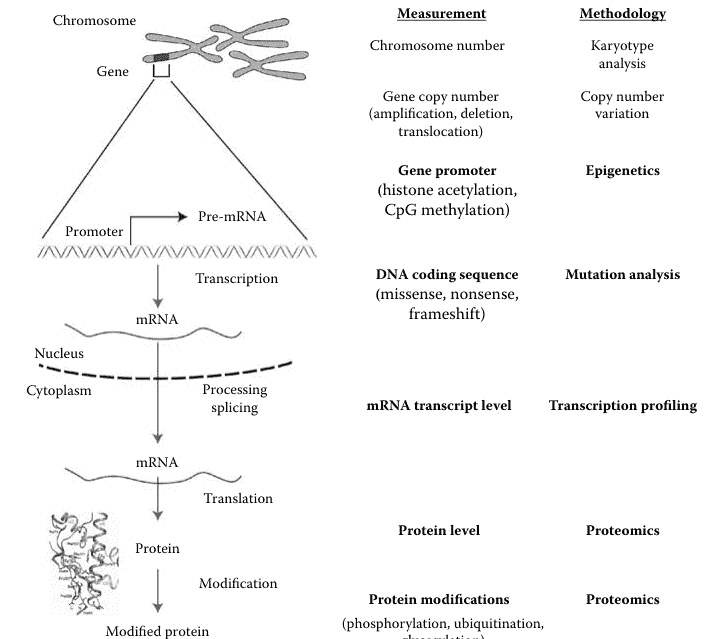 Chromosome
Gene
Promoter
Pre-mRNA
Transcription
mRNA
Nucleus
Cytoplasm
Processing
splicing
mRNA
Translation
Protein
Modification
Modified protein
Measurement Methodology
Chromosome number Karyotype
analysis
Gene copy number Copy number
(amplification, deletion, variation
translocation)
Gene promoter Epigenetics
(histone acetylation,
CpG methylation)
DNA coding sequence Mutation analysis
(missense, nonsense,
frameshift)
mRNA transcript level Transcription profiling
Protein level Proteomics
Protein modifications Proteomics
(phosphorylation, ubiquitination,